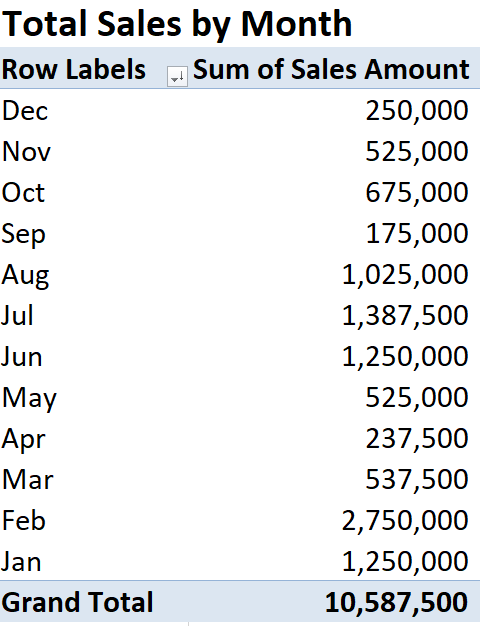 Total Sales by Month
Row Labels Sum of Sales Amount
Dec 250,000
Nov 525,000
Oct 675,000
Sep 175,000
Aug 1,025,000
Jul 1,387,500
Jun 1,250,000
May 525,000
Apr 237,500
Mar 537,500
Feb 2,750,000
Jan 1,250,000
Grand Total 10,587,500